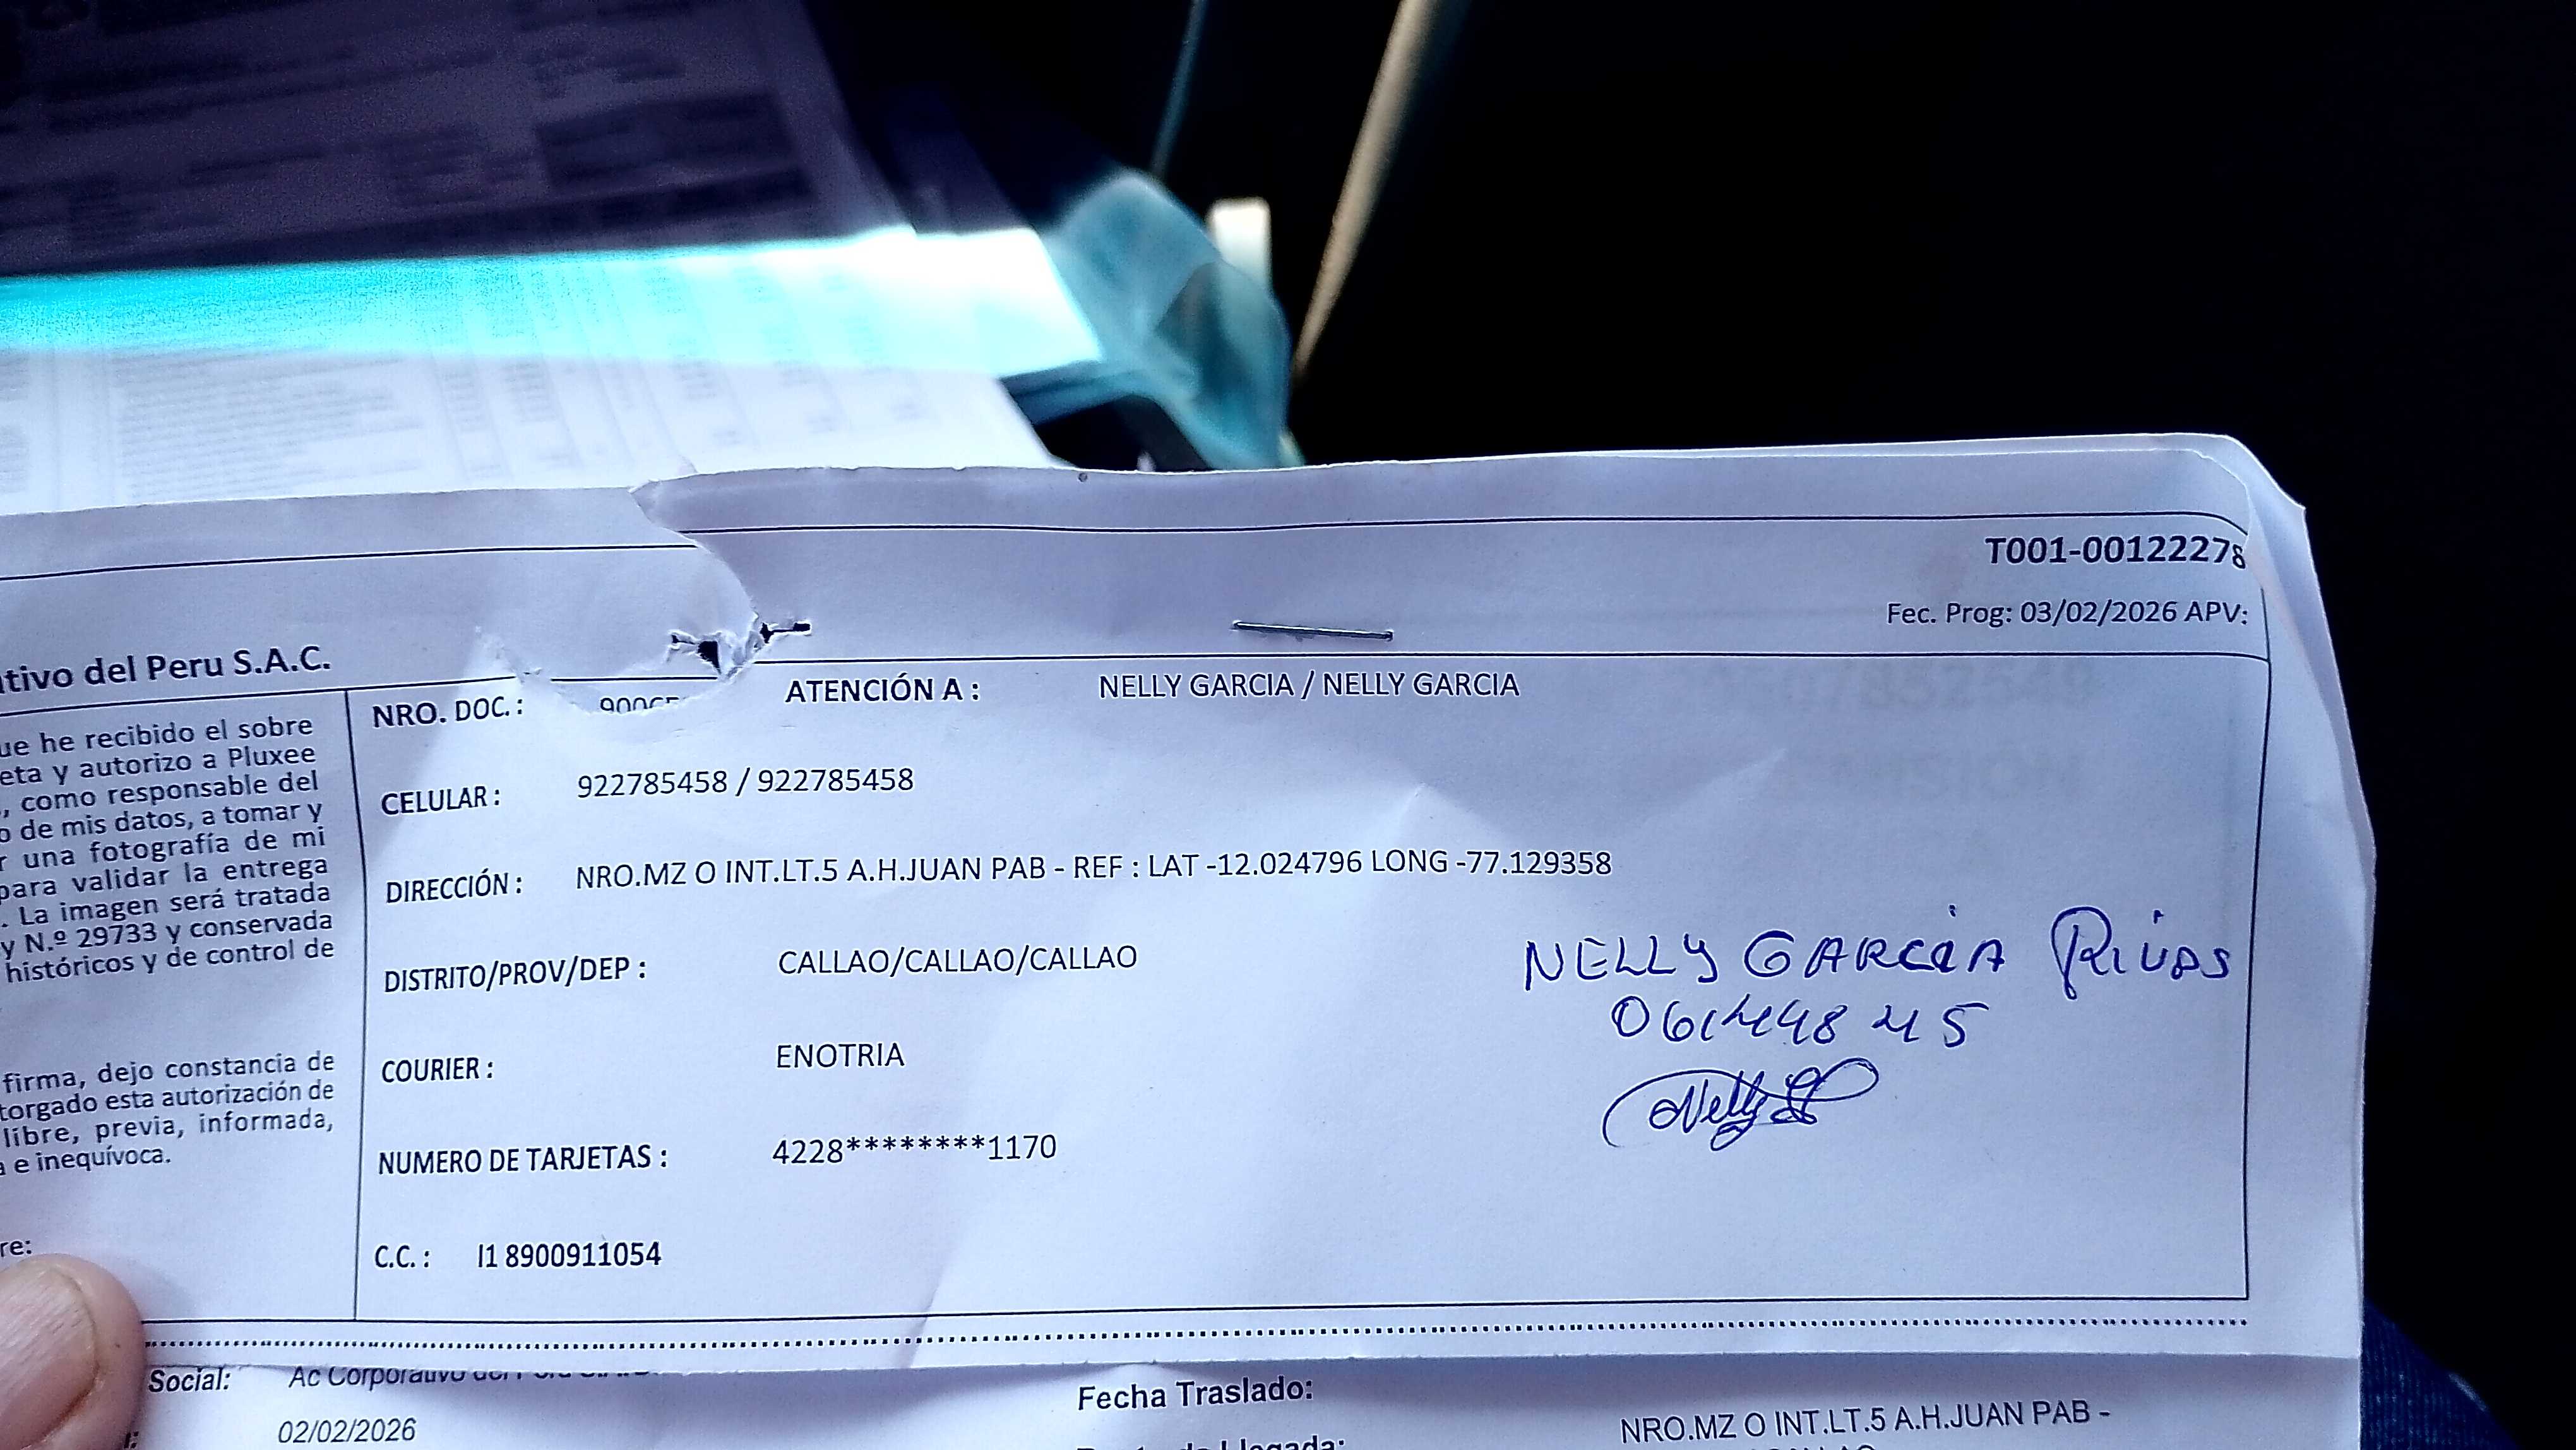 T001-00122278
Fec. Prog: 03/02/2026 APV:
tivo del Peru S.A.C.
ue he recibido el sobre
eta y autorizo a Pluxee
, como responsable del
o de mis datos, a tomar y
r una fotografía de mi
para validar la entrega
. La imagen será tratada
y N.º 29733 y conservada
históricos y de control de
firma, dejo constancia de
torgado esta autorización de
libre, previa, informada,
a e inequívoca.
re:
NRO. DOC. :
ATENCIÓN A : NELLY GARCIA / NELLY GARCIA
CELULAR : 922785458 / 922785458
DIRECCIÓN : NRO.MZ O INT.LT.5 A.H.JUAN PAB - REF : LAT -12.024796 LONG -77.129358
DISTRITO/PROV/DEP : CALLAO/CALLAO/CALLAO
COURIER : ENOTRIA
NUMERO DE TARJETAS : 4228********1170
C.C. : I1 8900911054
NELLY GARCIA RIVAS
Nelly
Social: Ac Corporativo del
02/02/2026
Fecha Traslado:
NRO.MZ O INT.LT.5 A.H.JUAN PAB -